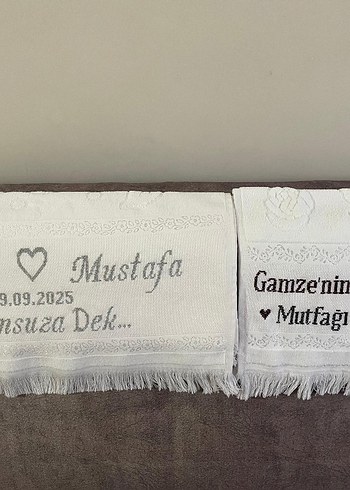 ♡ Mustafa
9.09.2025
nsuza Dek...
Gamze'nin
♥ Mutfağı